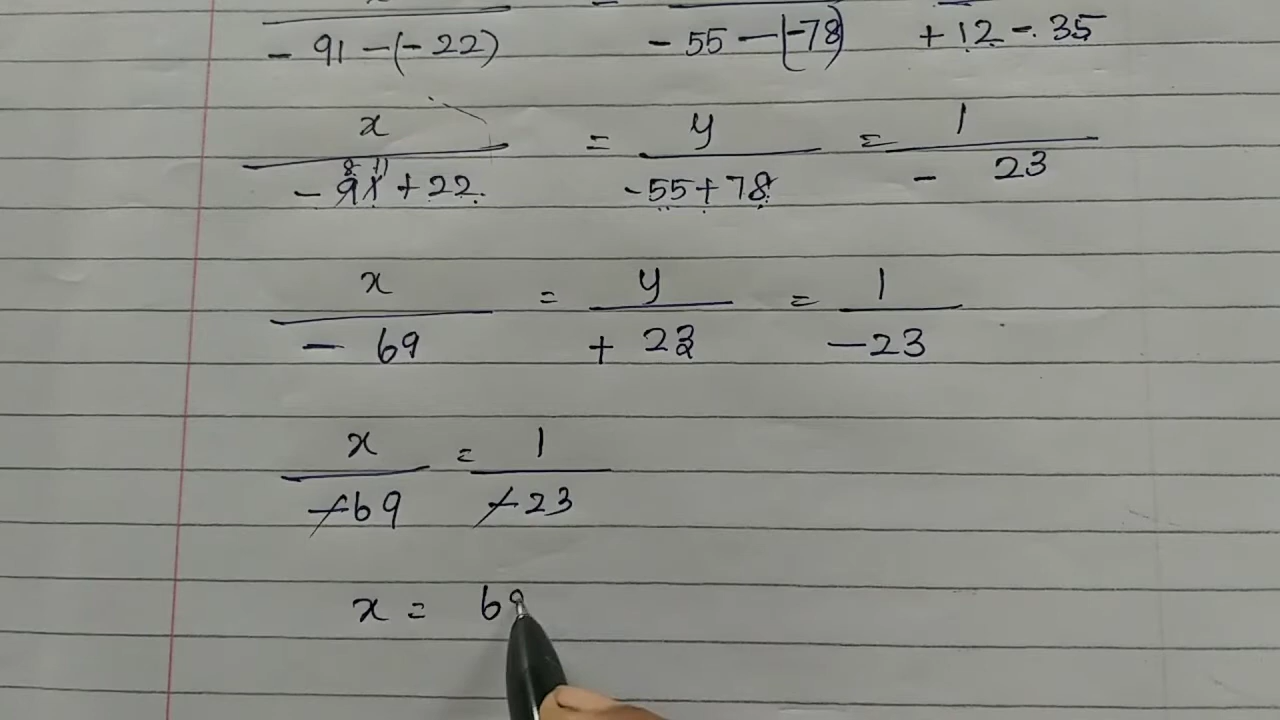 x/(- 91 - (- 22)) = /(- 55 - (-78)) /(+ 12 - 35)
x/(- 91 + 22) = y/(-55 + 78) = 1/(- 23)
x/(- 69) = y/(+ 23) = 1/(-23)
x/(-69) = 1/(-23)
x = 69